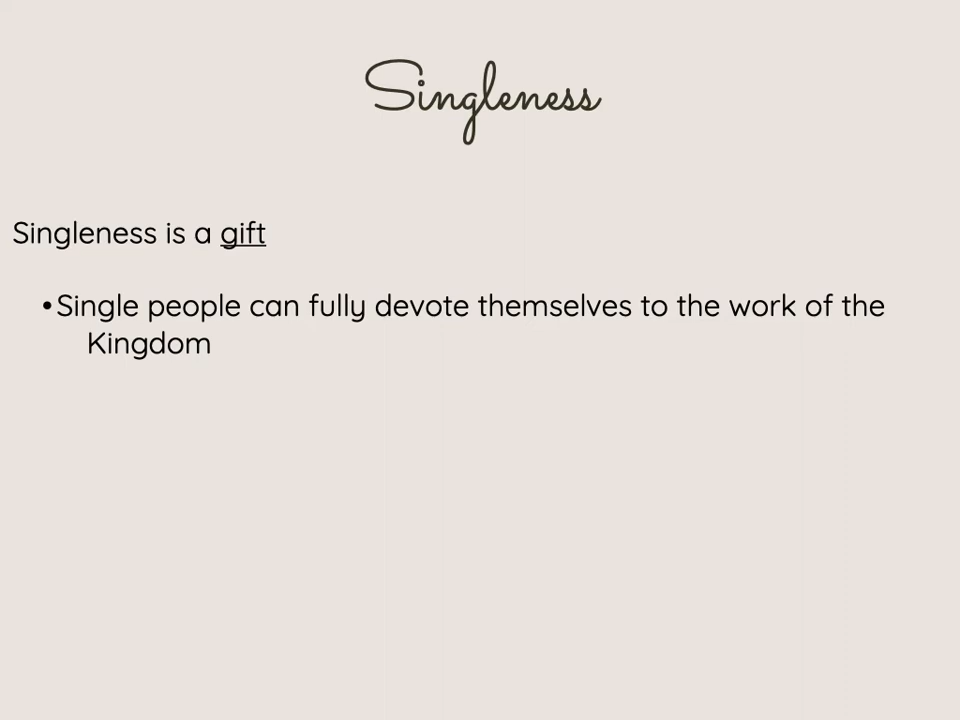 Singleness
Singleness is a gift
•Single people can fully devote themselves to the work of the
Kingdom